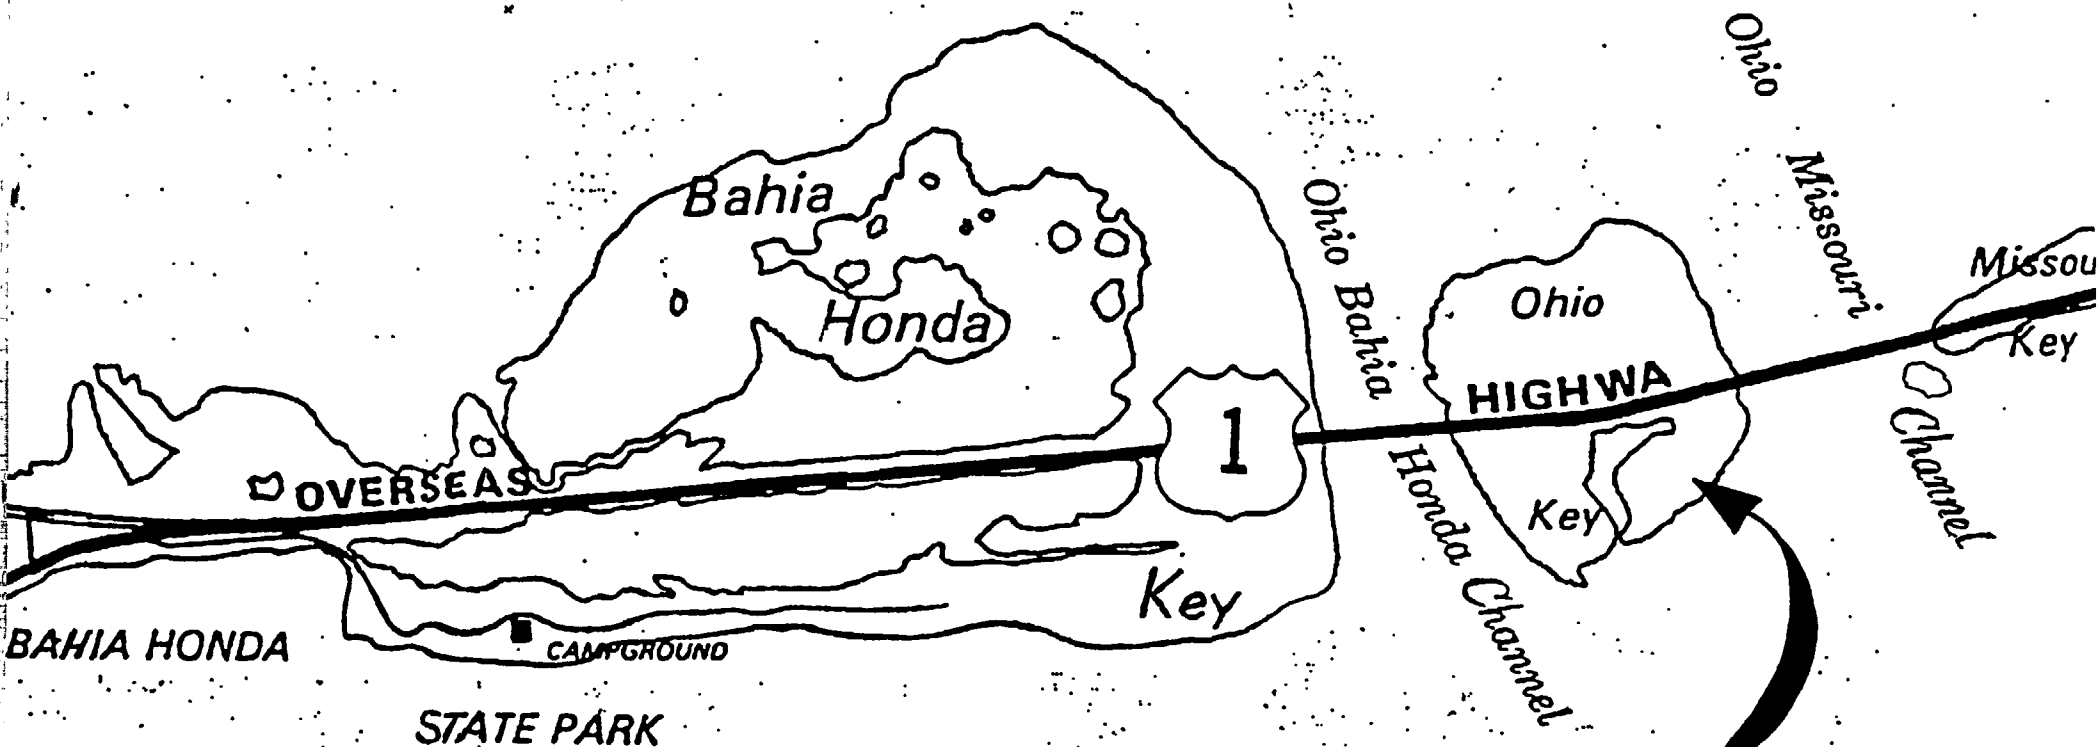 Ohio
Missouri
Channel
Bahia
Honda
Key
Ohio Bahia
Honda Channel
Ohio
Key
Missou
Key
OVERSEAS
HIGHWA
1
BAHIA HONDA
STATE PARK
CAMPGROUND